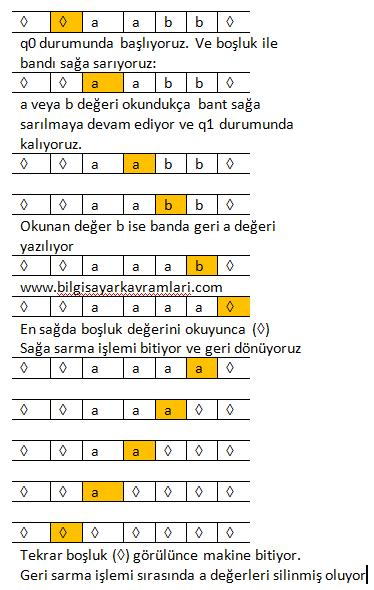 ◊ ◊ a a b b ◊
q0 durumunda başlıyoruz. Ve boşluk ile
bandı sağa sarıyoruz:
◊ ◊ a a b b ◊
a veya b değeri okundukça bant sağa
sarılmaya devam ediyor ve q1 durumunda
kalıyoruz.
◊ ◊ a a b b ◊
◊ ◊ a a b b ◊
Okunan değer b ise banda geri a değeri
yazılıyor
◊ ◊ a a a b ◊
www.bilgisayarkavramlari.com
◊ ◊ a a a a ◊
En sağda boşluk değerini okuyunca (◊)
Sağa sarma işlemi bitiyor ve geri dönüyoruz
◊ ◊ a a a a ◊
◊ ◊ a a a ◊ ◊
◊ ◊ a a ◊ ◊ ◊
◊ ◊ a ◊ ◊ ◊ ◊
◊ ◊ ◊ ◊ ◊ ◊ ◊
Tekrar boşluk (◊) görülünce makine bitiyor.
Geri sarma işlemi sırasında a değerleri silinmiş oluyor